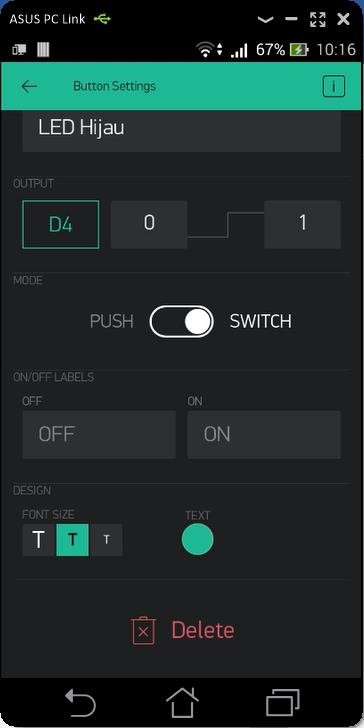 ASUS PC Link
67% 10:16
Button Settings i
LED Hijau
OUTPUT
D4 0 1
MODE
PUSH SWITCH
ON/OFF LABELS
OFF ON
OFF ON
DESIGN
FONT SIZE TEXT
T T T
Delete